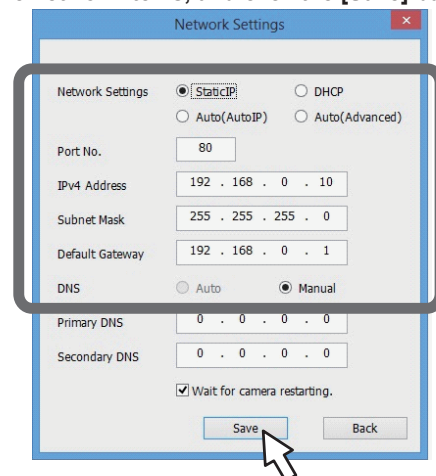 Network Settings
Network Settings StaticIP DHCP
Auto(AutoIP) Auto(Advanced)
Port No. 80
IPv4 Address 192 . 168 . 0 . 10
Subnet Mask 255 . 255 . 255 . 0
Default Gateway 192 . 168 . 0 . 1
DNS Auto Manual
Primary DNS 0 . 0 . 0 . 0
Secondary DNS 0 . 0 . 0 . 0
Wait for camera restarting.
Save Back